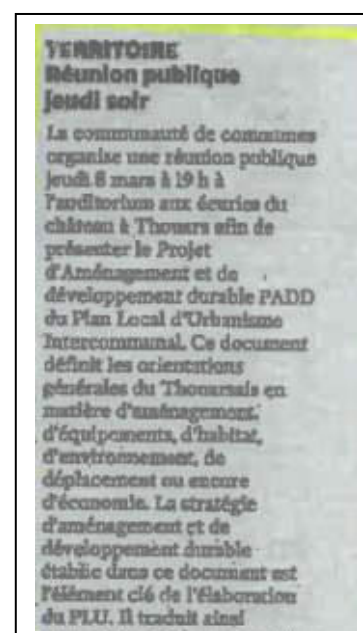 TERRITOIRE
Réunion publique
jeudi soir
La communauté de communes
organise une réunion publique
jeudi 8 mars à 19 h à
l'auditorium aux écuries du
château à Thouars afin de
présenter le Projet
d'Aménagement et de
développement durable PADD
du Plan Local d'Urbanisme
Intercommunal. Ce document
définit les orientations
générales du Thouarsais en
matière d'aménagement,
d'équipements, d'habitat,
d'environnement, de
déplacement ou encore
d'économie. La stratégie
d'aménagement et de
développement durable
établie dans ce document est
l'élément clé de l'élaboration
du PLU. Il traduit ainsi